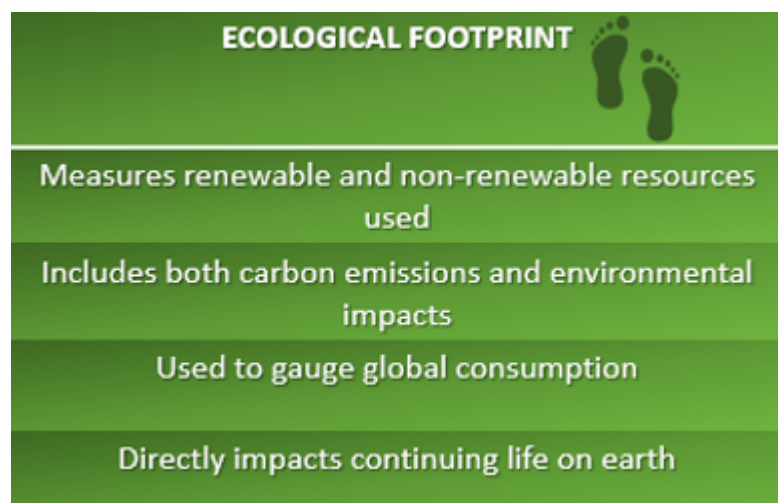 ECOLOGICAL FOOTPRINT
Measures renewable and non-renewable resources
used
Includes both carbon emissions and environmental
impacts
Used to gauge global consumption
Directly impacts continuing life on earth